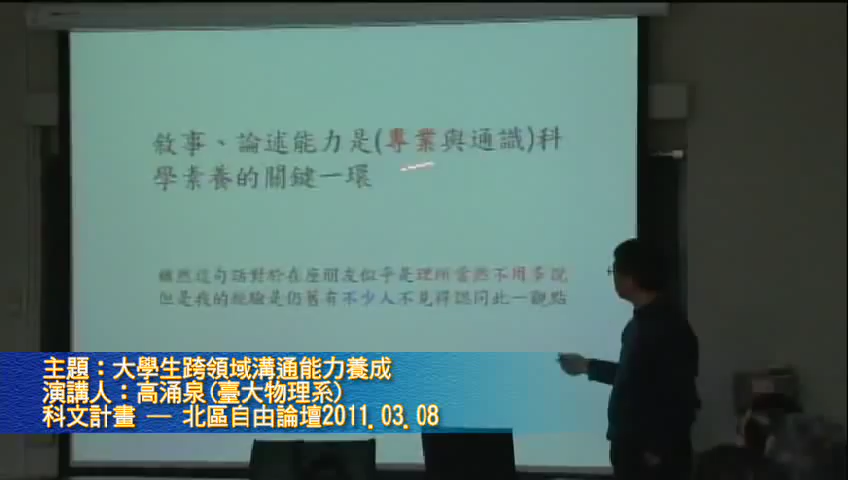 敘事、論述能力是(專業與通識)科
學素養的關鍵一環
雖然這句話對於在座朋友似乎是理所當然不用多說
但是我的經驗是仍舊有不少人不見得認同此一觀點
主題：大學生跨領域溝通能力養成
演講人：高涌泉(臺大物理系)
科文計畫 — 北區自由論壇2011.03.08